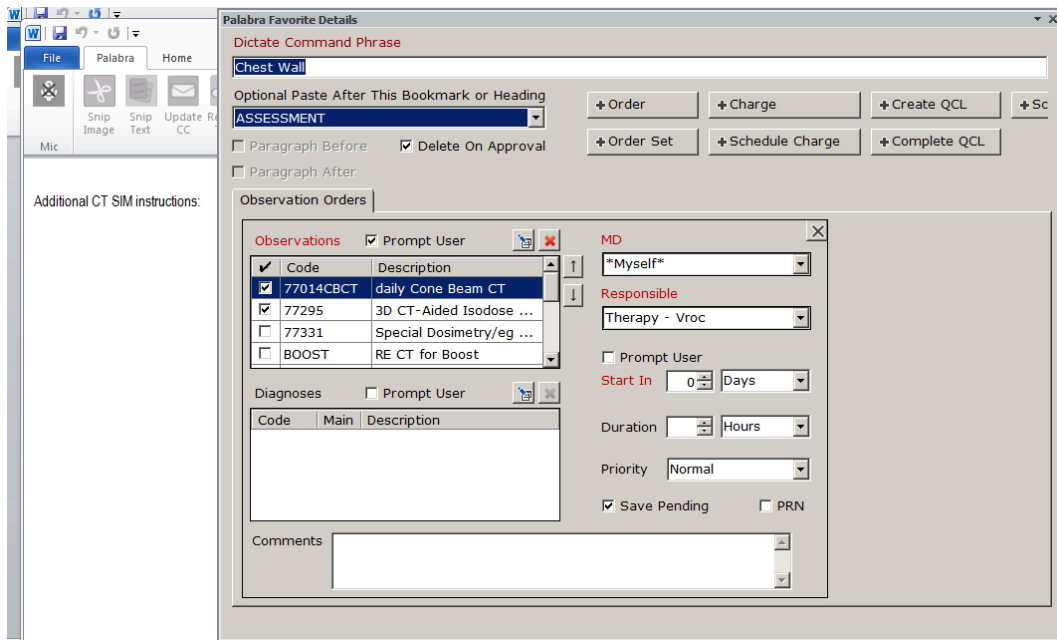 Palabra Favorite Details
Dictate Command Phrase
Chest Wall
File Palabra Home
Optional Paste After This Bookmark or Heading
ASSESSMENT
+ Order + Charge + Create QCL + Sc
Snip Image Snip Text Update CC Re
Mic
Paragraph Before Delete On Approval
+ Order Set + Schedule Charge + Complete QCL
Paragraph After
Additional CT SIM instructions:
Observation Orders
Observations Prompt User
MD
*Myself*
Code Description
77014CBCT daily Cone Beam CT
77295 3D CT-Aided Isodose ...
77331 Special Dosimetry/eg ...
BOOST RE CT for Boost
Responsible
Therapy - Vroc
Prompt User
Start In 0 Days
Diagnoses Prompt User
Code Main Description
Duration Hours
Priority Normal
Save Pending PRN
Comments